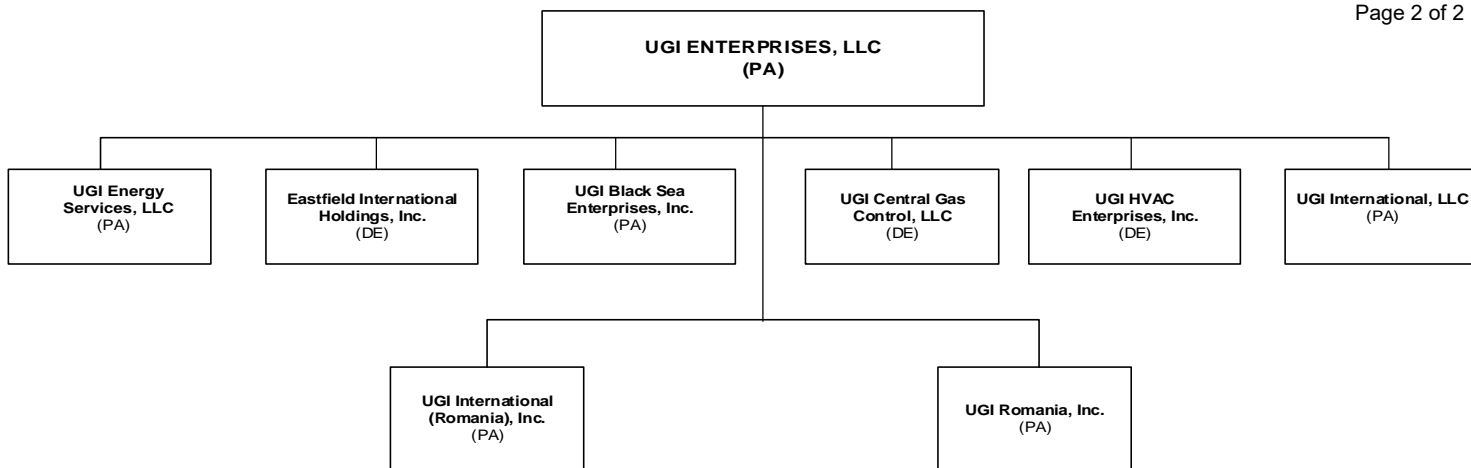 Page 2 of 2
UGI ENTERPRISES, LLC
(PA)
UGI Energy
Services, LLC
(PA)
Eastfield International
Holdings, Inc.
(DE)
UGI Black Sea
Enterprises, Inc.
(PA)
UGI Central Gas
Control, LLC
(DE)
UGI HVAC
Enterprises, Inc.
(DE)
UGI International, LLC
(PA)
UGI International
(Romania), Inc.
(PA)
UGI Romania, Inc.
(PA)